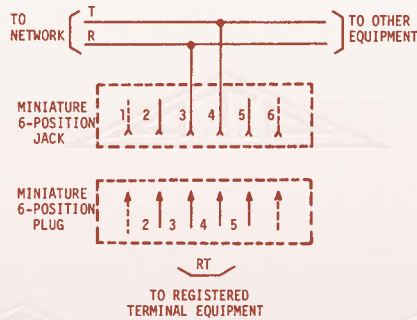 TO
NETWORK
T
R
TO OTHER
EQUIPMENT
MINIATURE
6-POSITION
JACK
1 2 3 4 5 6
MINIATURE
6-POSITION
PLUG
2 3 4 5
RT
TO REGISTERED
TERMINAL EQUIPMENT